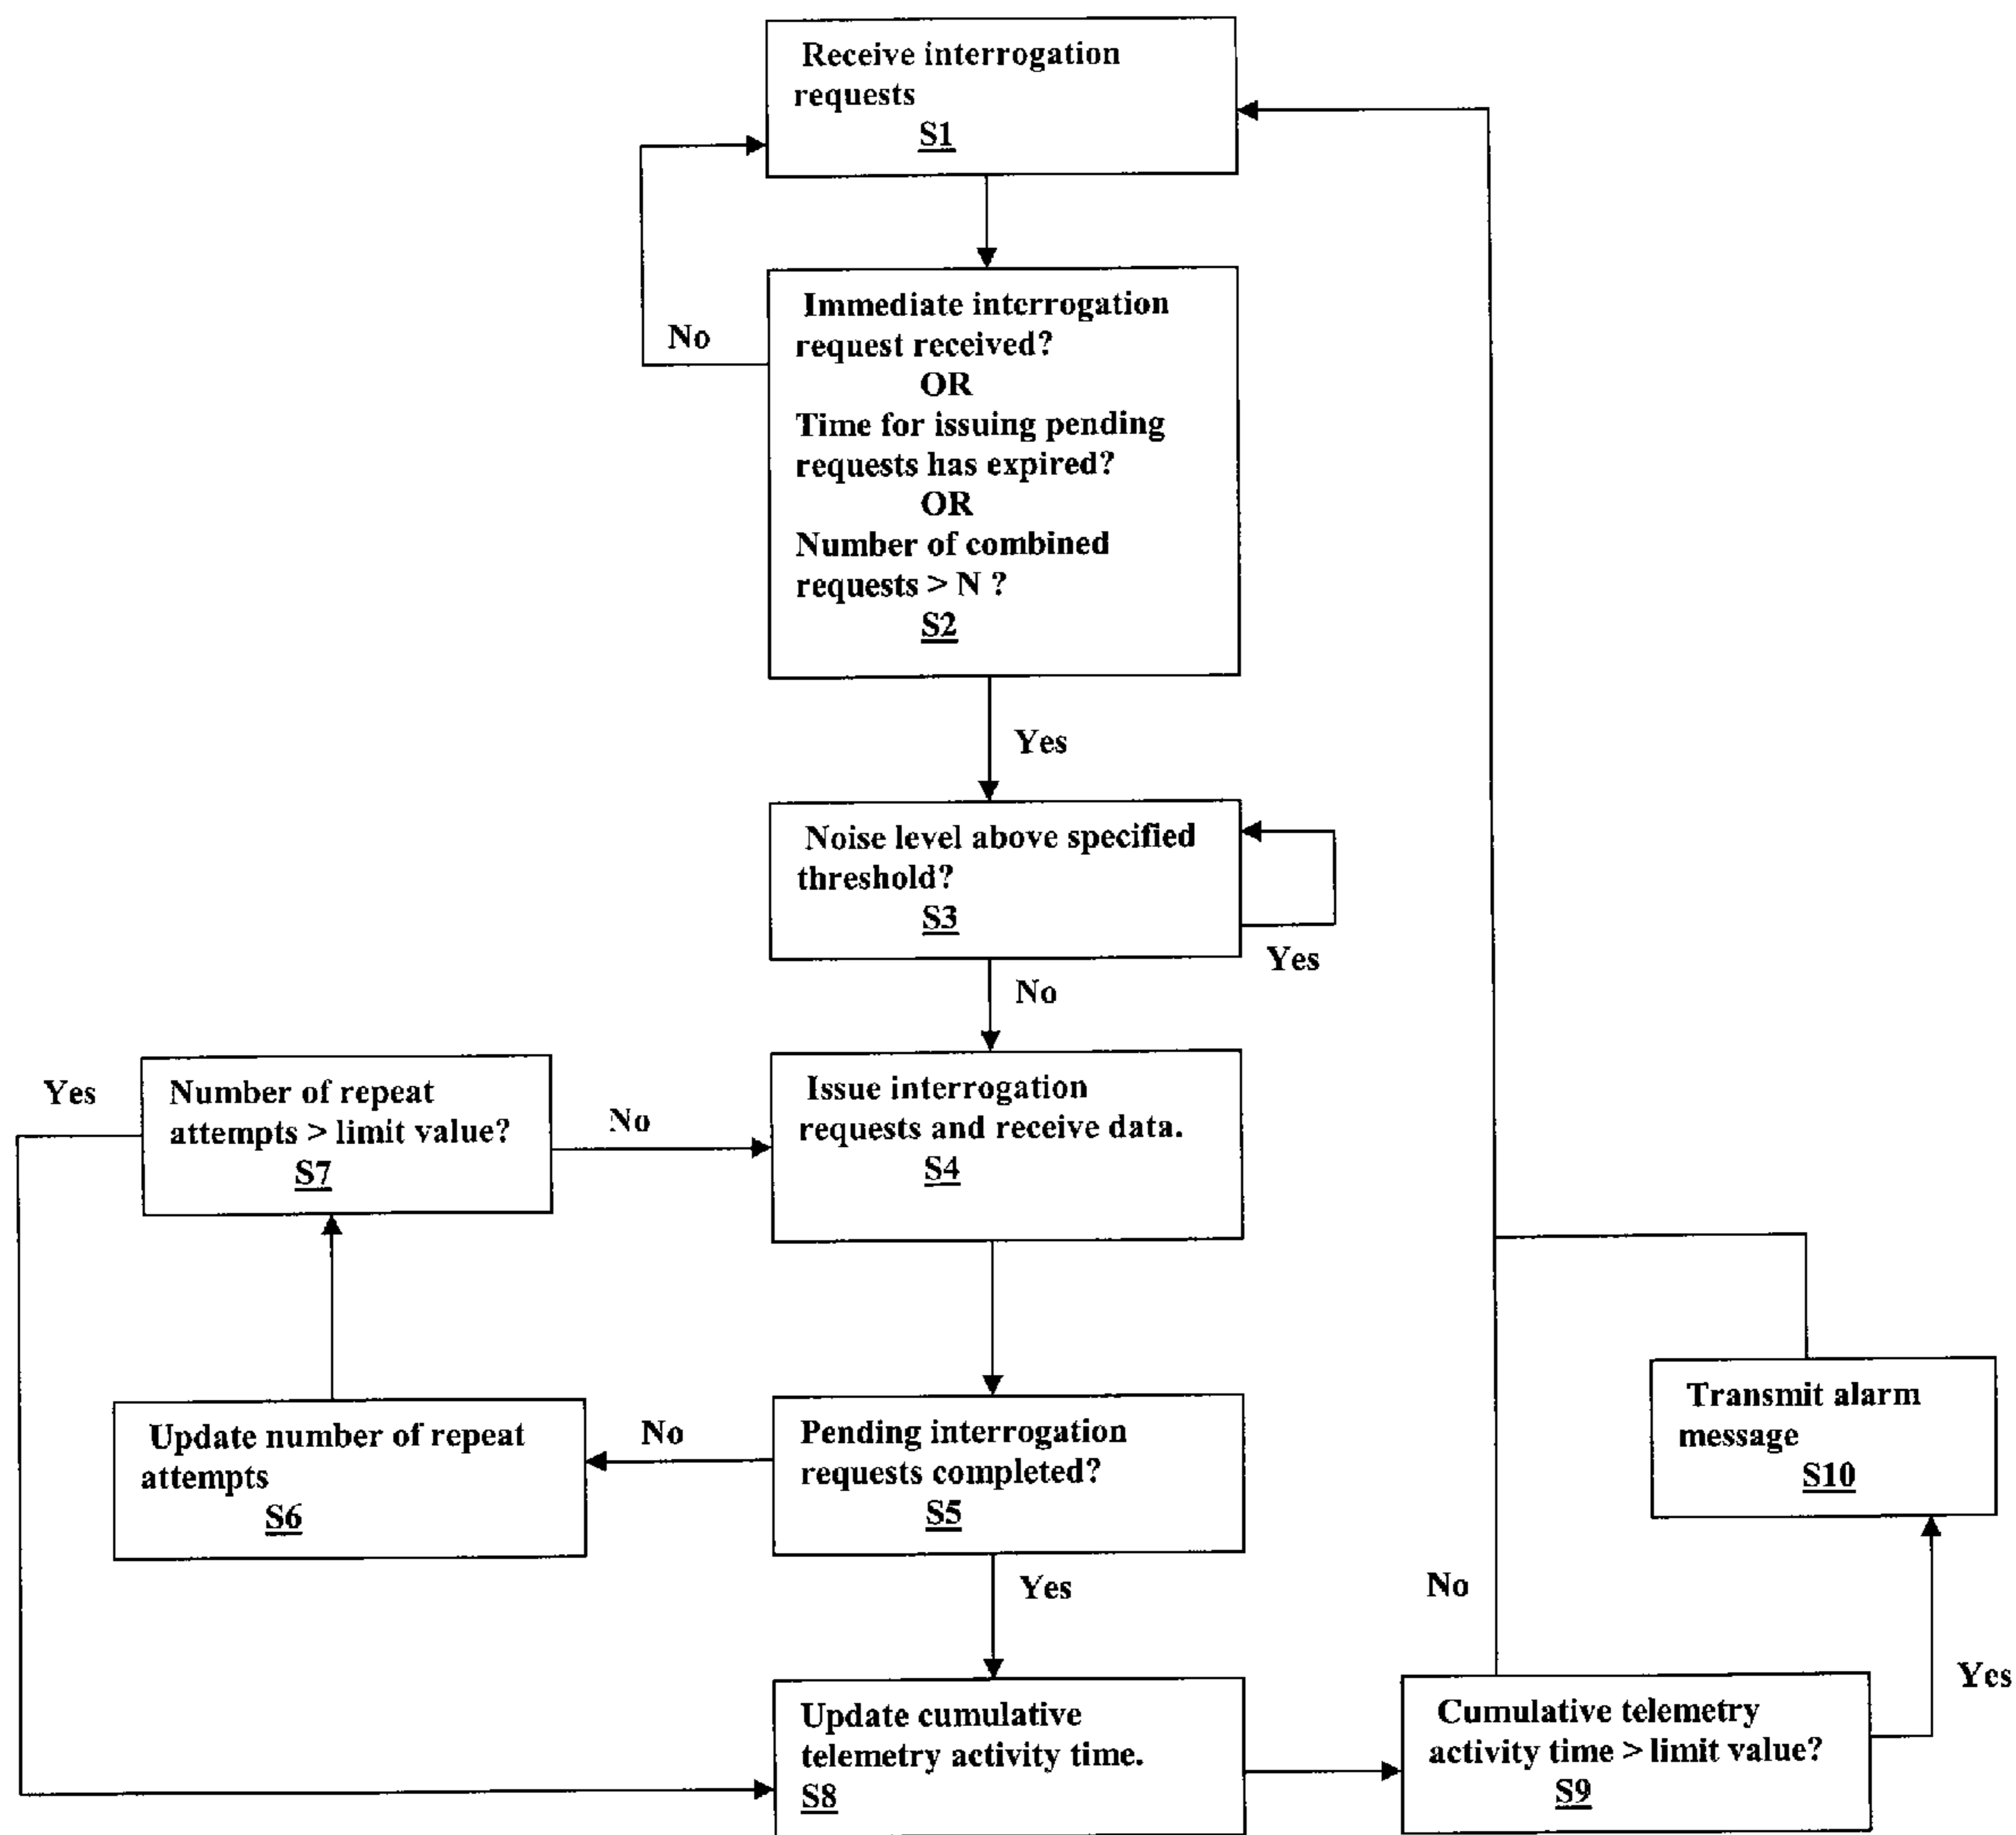 Receive interrogation
requests
S1
No
Immediate interrogation
request received?
OR
Time for issuing pending
requests has expired?
OR
Number of combined
requests > N ?
S2
Yes
Noise level above specified
threshold?
S3
Yes
No
Yes
Number of repeat
attempts > limit value?
S7
No
Issue interrogation
requests and receive data.
S4
Update number of repeat
attempts
S6
No
Pending interrogation
requests completed?
S5
Yes
Transmit alarm
message
S10
No
Yes
Update cumulative
telemetry activity time.
S8
Cumulative telemetry
activity time > limit value?
S9